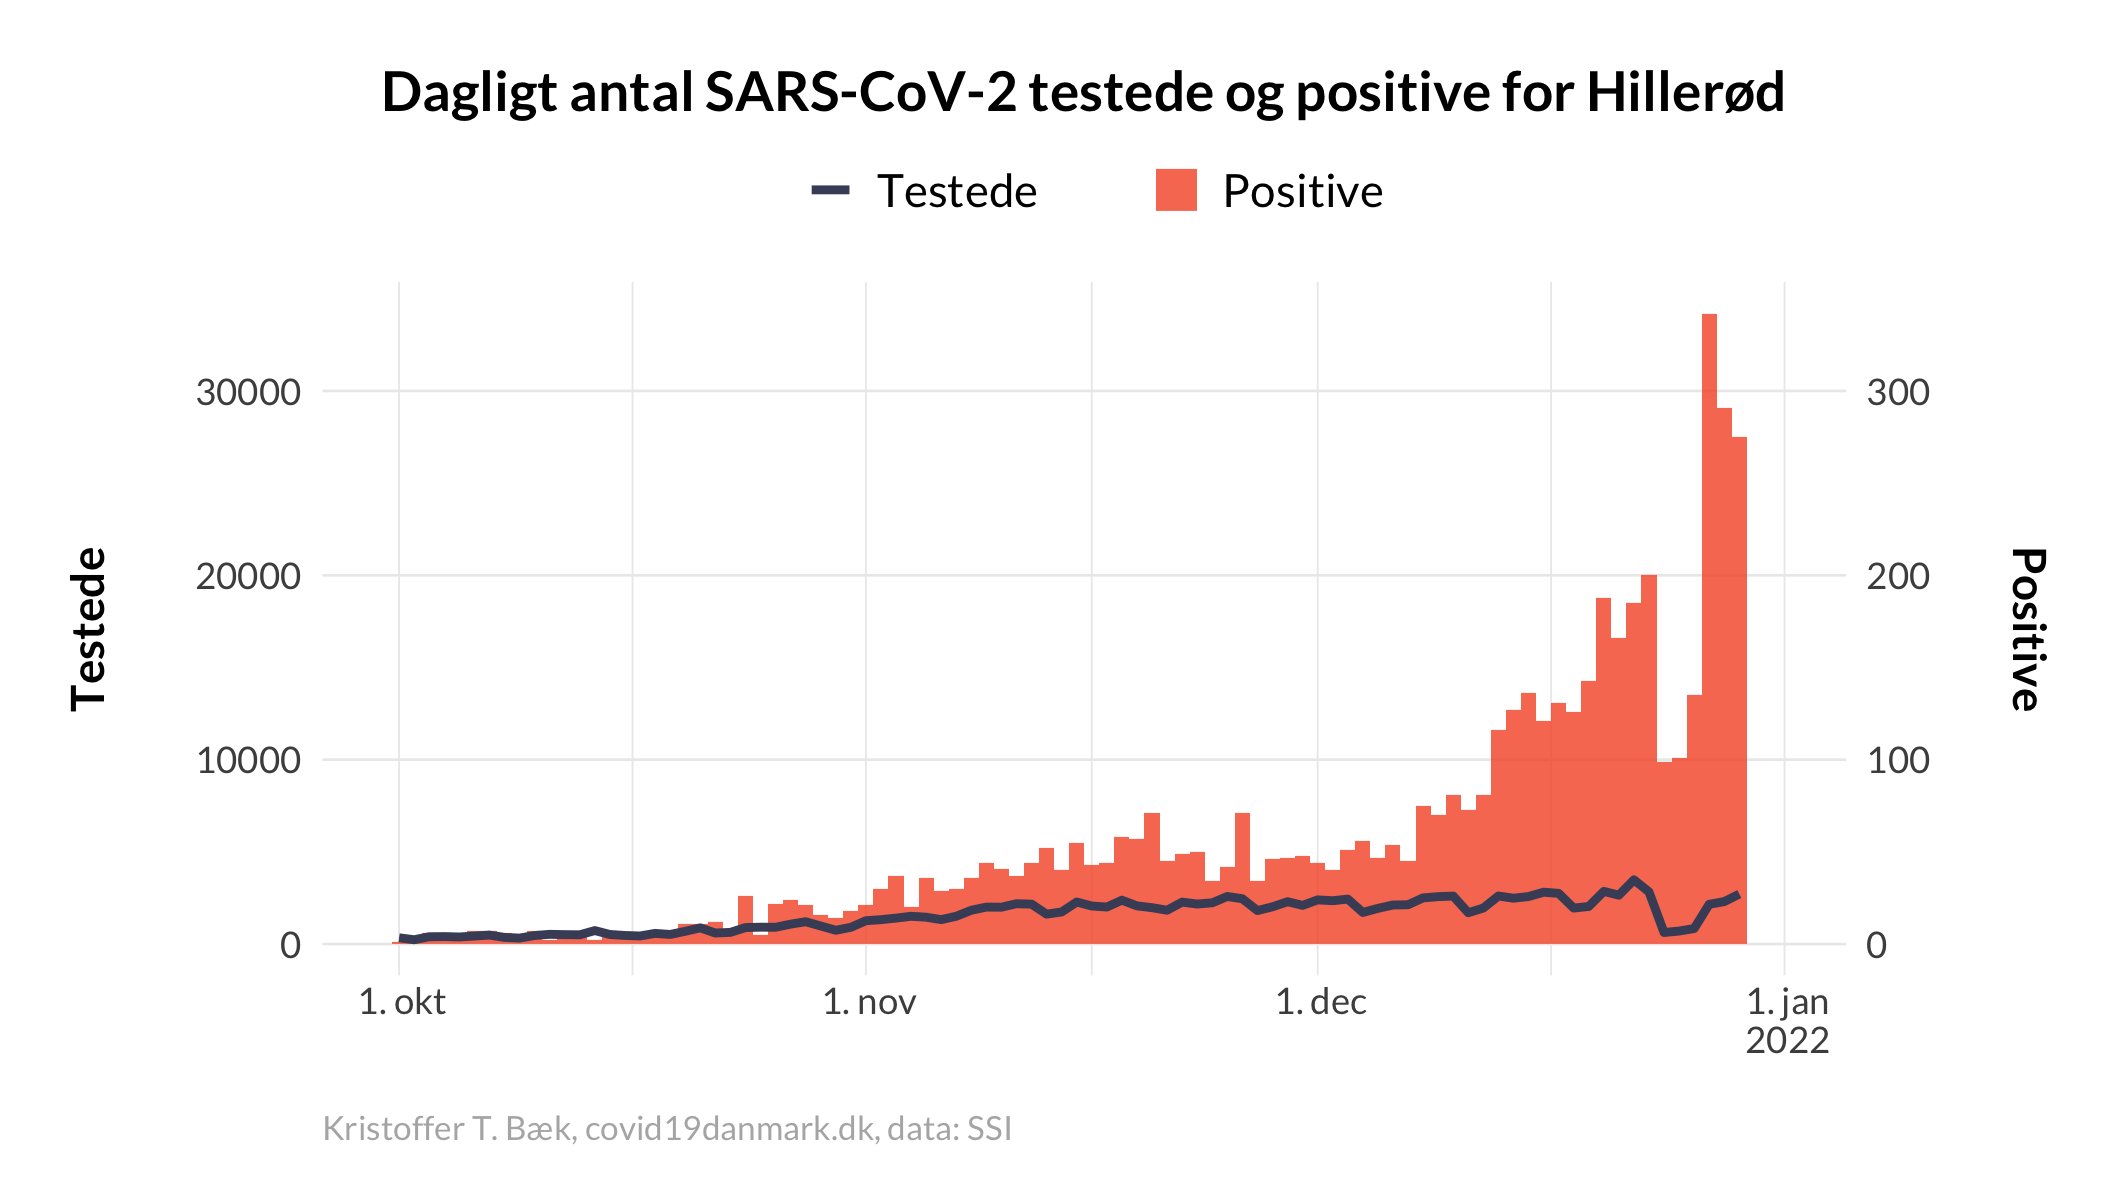 Dagligt antal SARS-CoV-2 testede og positive for Hillerød
Testede
Positive
30000
20000
10000
0
300
200
100
0
Testede
Positive
1. okt
1. nov
1. dec
1. jan
2022
Kristoffer T. Bæk, covid19danmark.dk, data: SSI